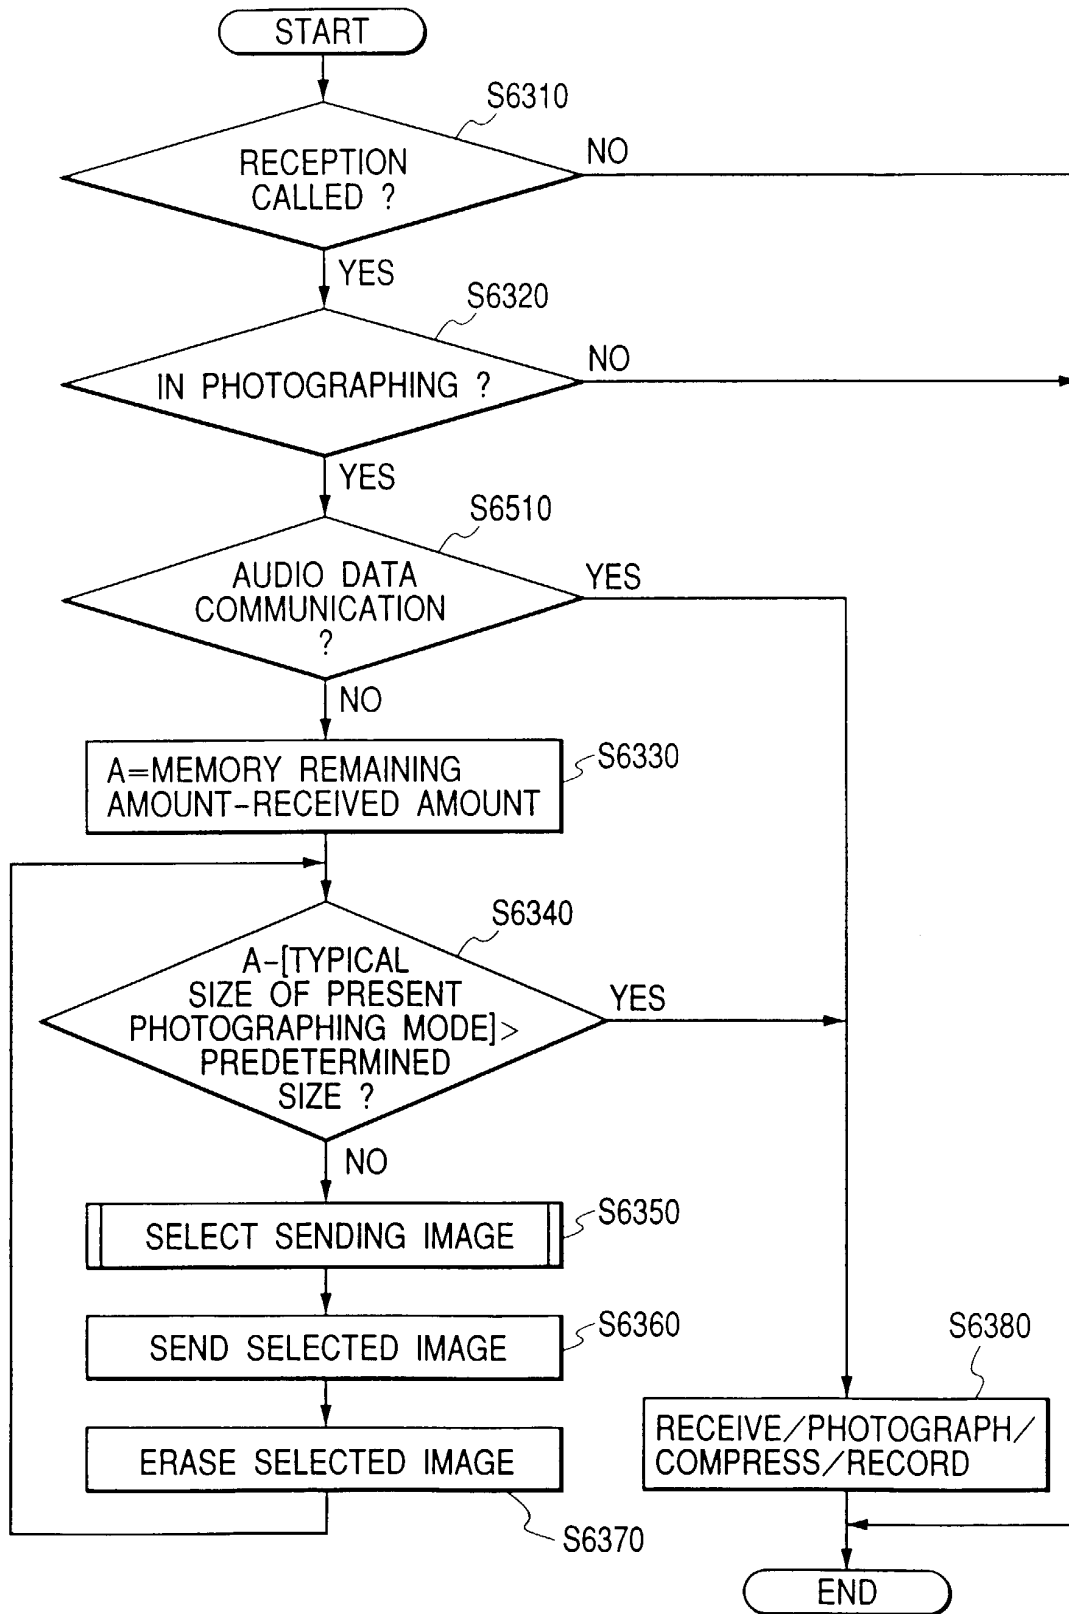 START
S6310
RECEPTION
CALLED ?
NO
YES
S6320
IN PHOTOGRAPHING ?
NO
YES
S6510
AUDIO DATA
COMMUNICATION
?
YES
NO
A=MEMORY REMAINING
AMOUNT-RECEIVED AMOUNT
S6330
S6340
A-[TYPICAL
SIZE OF PRESENT
PHOTOGRAPHING MODE]>
PREDETERMINED
SIZE ?
YES
NO
SELECT SENDING IMAGE
S6350
SEND SELECTED IMAGE
S6360
ERASE SELECTED IMAGE
S6370
S6380
RECEIVE/PHOTOGRAPH/
COMPRESS/RECORD
END